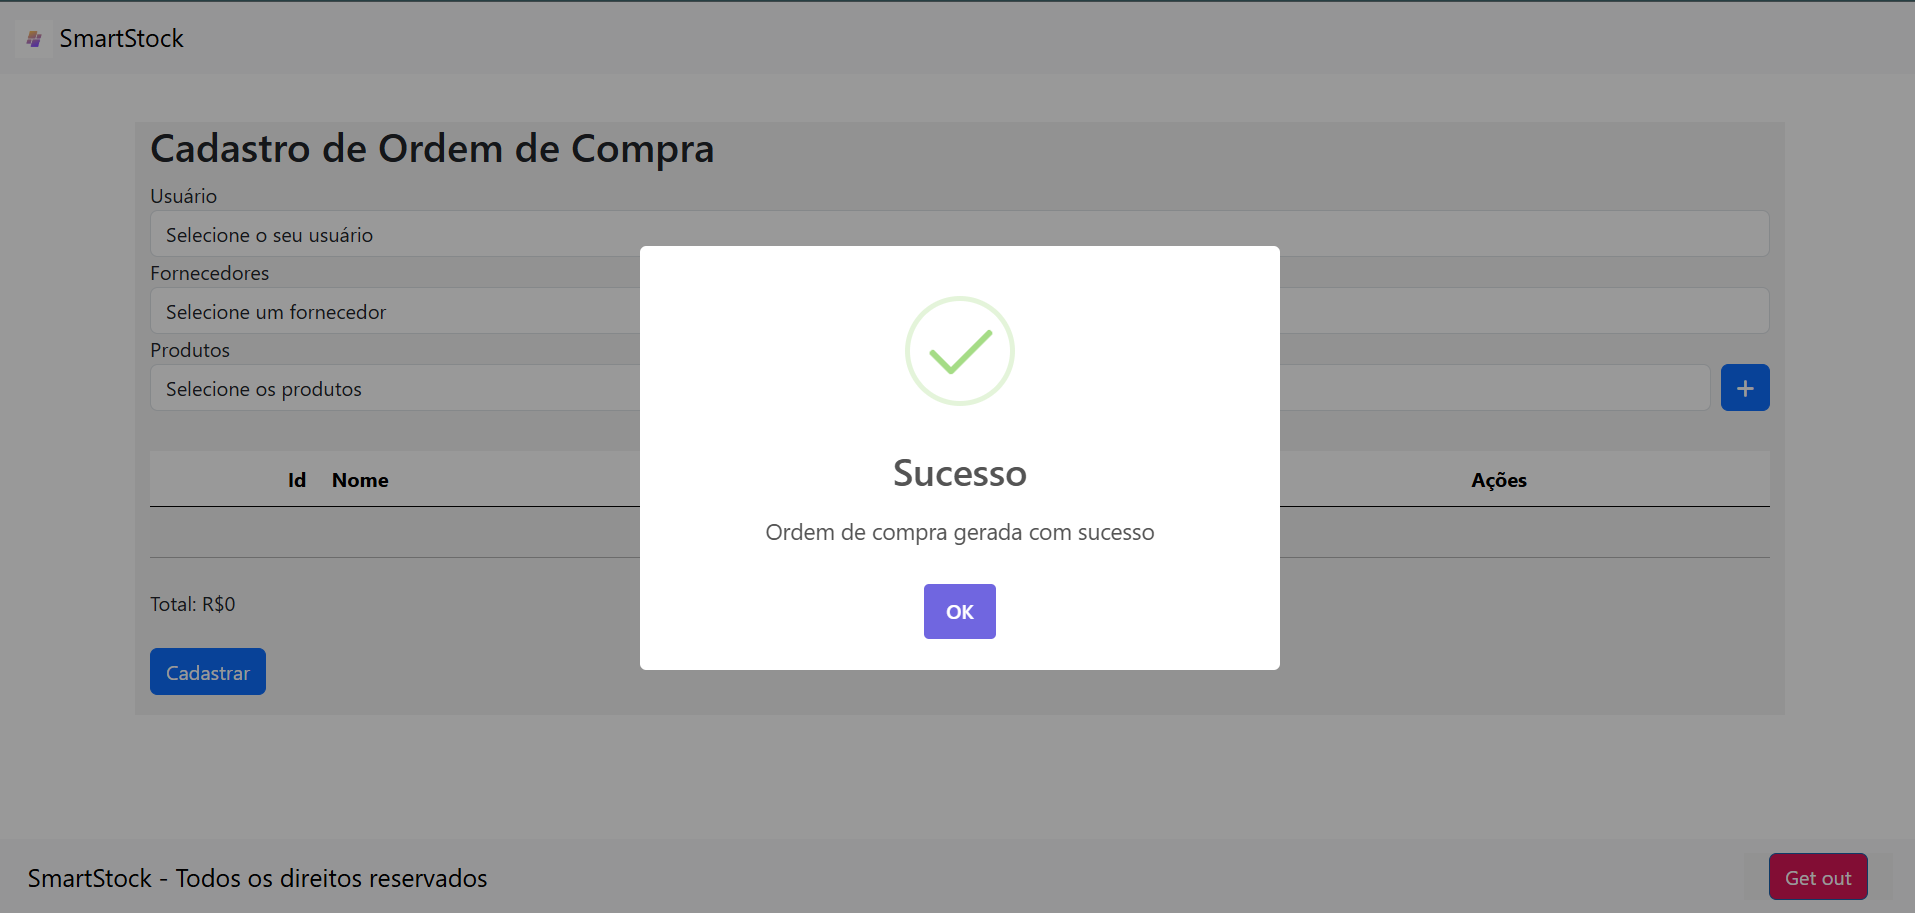 SmartStock
Cadastro de Ordem de Compra
Usuário
Selecione o seu usuário
Fornecedores
Selecione um fornecedor
Produtos
Selecione os produtos
+
Id Nome Ações
Total: R$0
Cadastrar
Sucesso
Ordem de compra gerada com sucesso
OK
SmartStock - Todos os direitos reservados
Get out